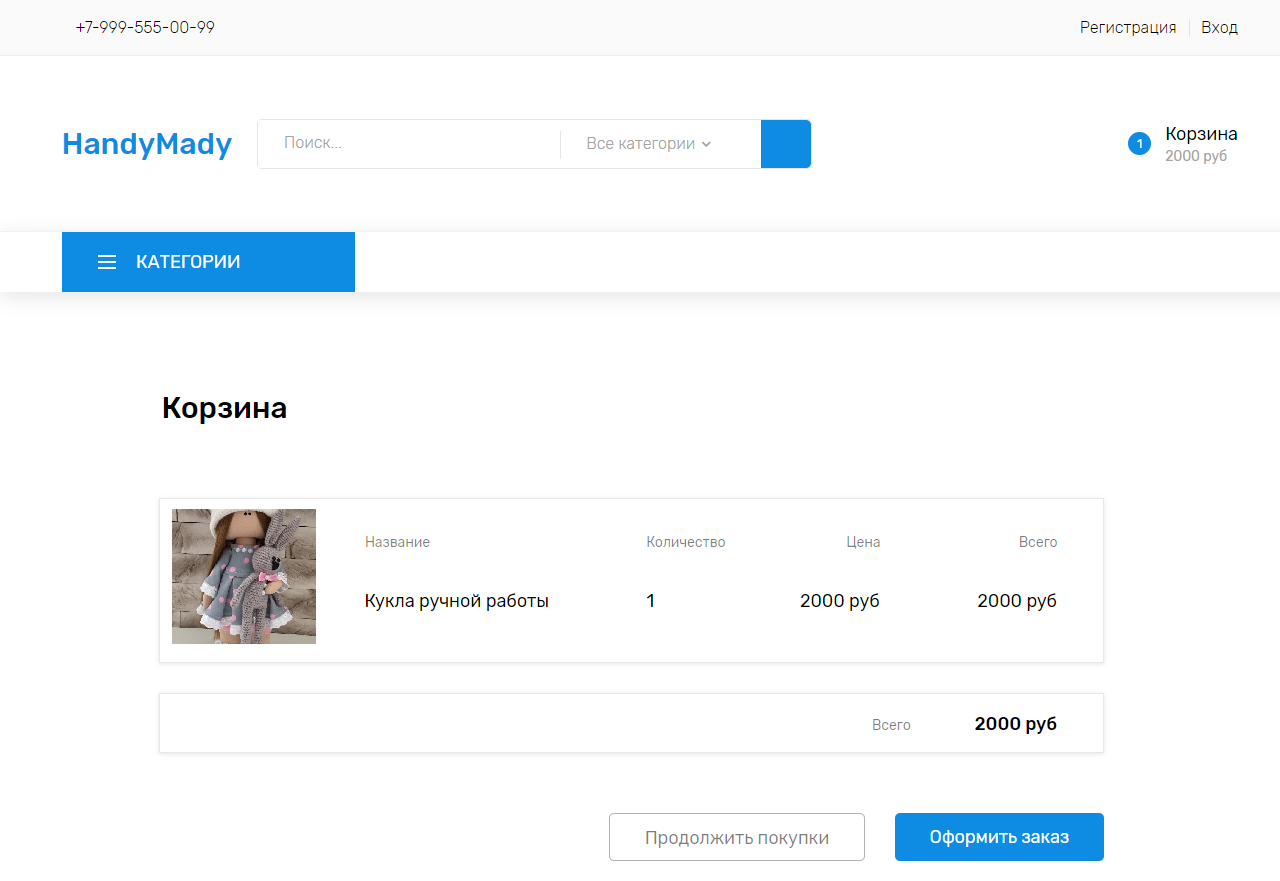 +7-999-555-00-99
Регистрация Вход
HandyMady
Поиск...
Все категории
1
Корзина
2000 руб
КАТЕГОРИИ
Корзина
Название Количество Цена Всего
Кукла ручной работы 1 2000 руб 2000 руб
Всего 2000 руб
Продолжить покупки Оформить заказ